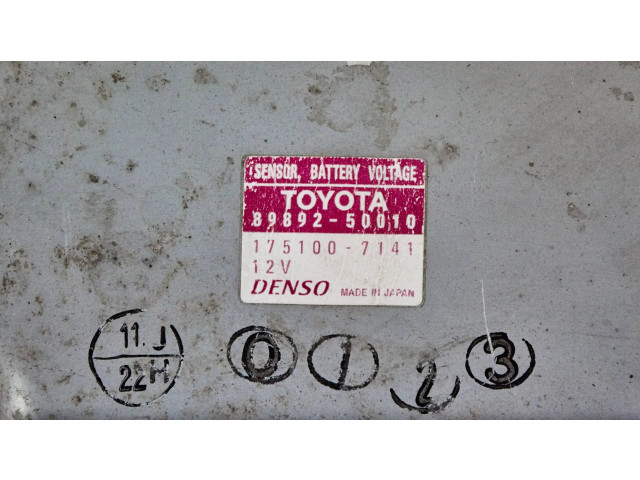 SENSOR, BATTERY VOLTAGE
TOYOTA
89892-50010
175100-7141
12V
DENSO MADE IN JAPAN
11.J
22H
0 1 2 3